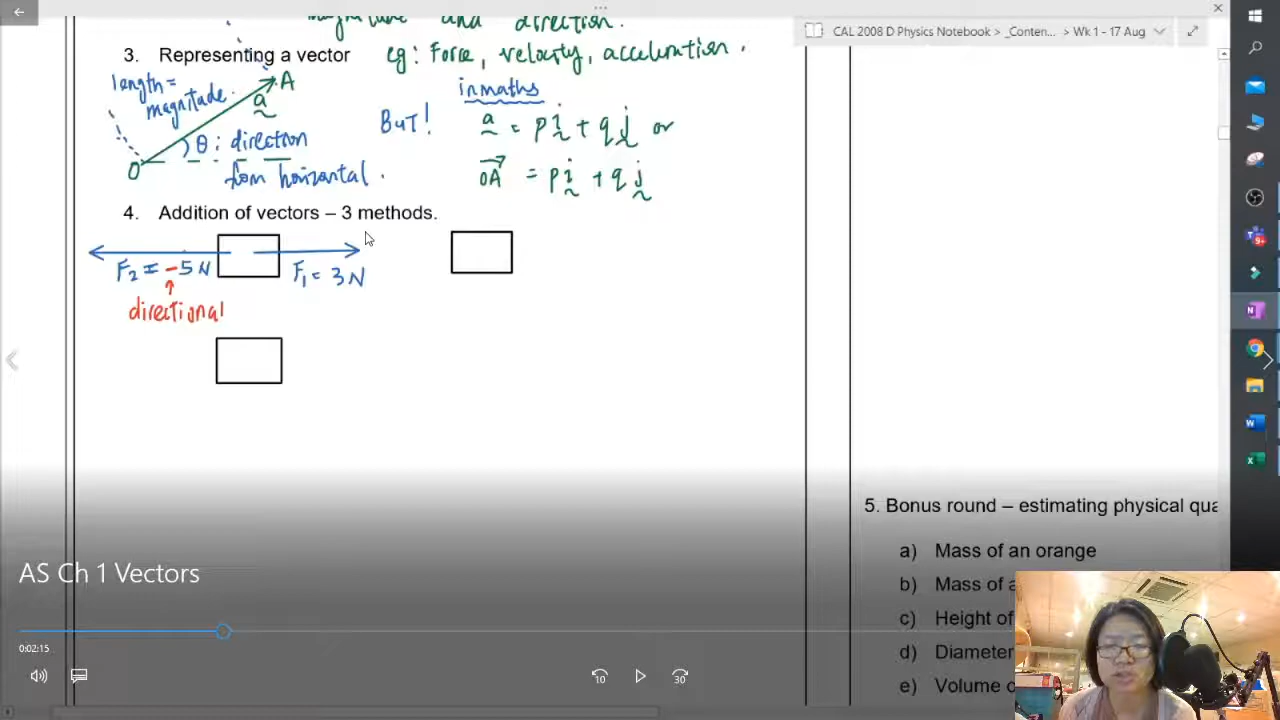 CAL 2008 D Physics Notebook > _Conten... > Wk 1 - 17 Aug
magnitude and direction.
3. Representing a vector
eg: Force, velocity, acceleration.
length =
magnitude.
A
a
θ: direction
from horizontal.
O
BUT!
in maths
a = pi + qj or
OA = pi + qj
4. Addition of vectors – 3 methods.
F₂ = -5 N
F₁ = 3 N
↑
directional
5. Bonus round – estimating physical qua
a) Mass of an orange
b) Mass of a
c) Height of
d) Diameter
e) Volume o
AS Ch 1 Vectors
0:02:15
10
30